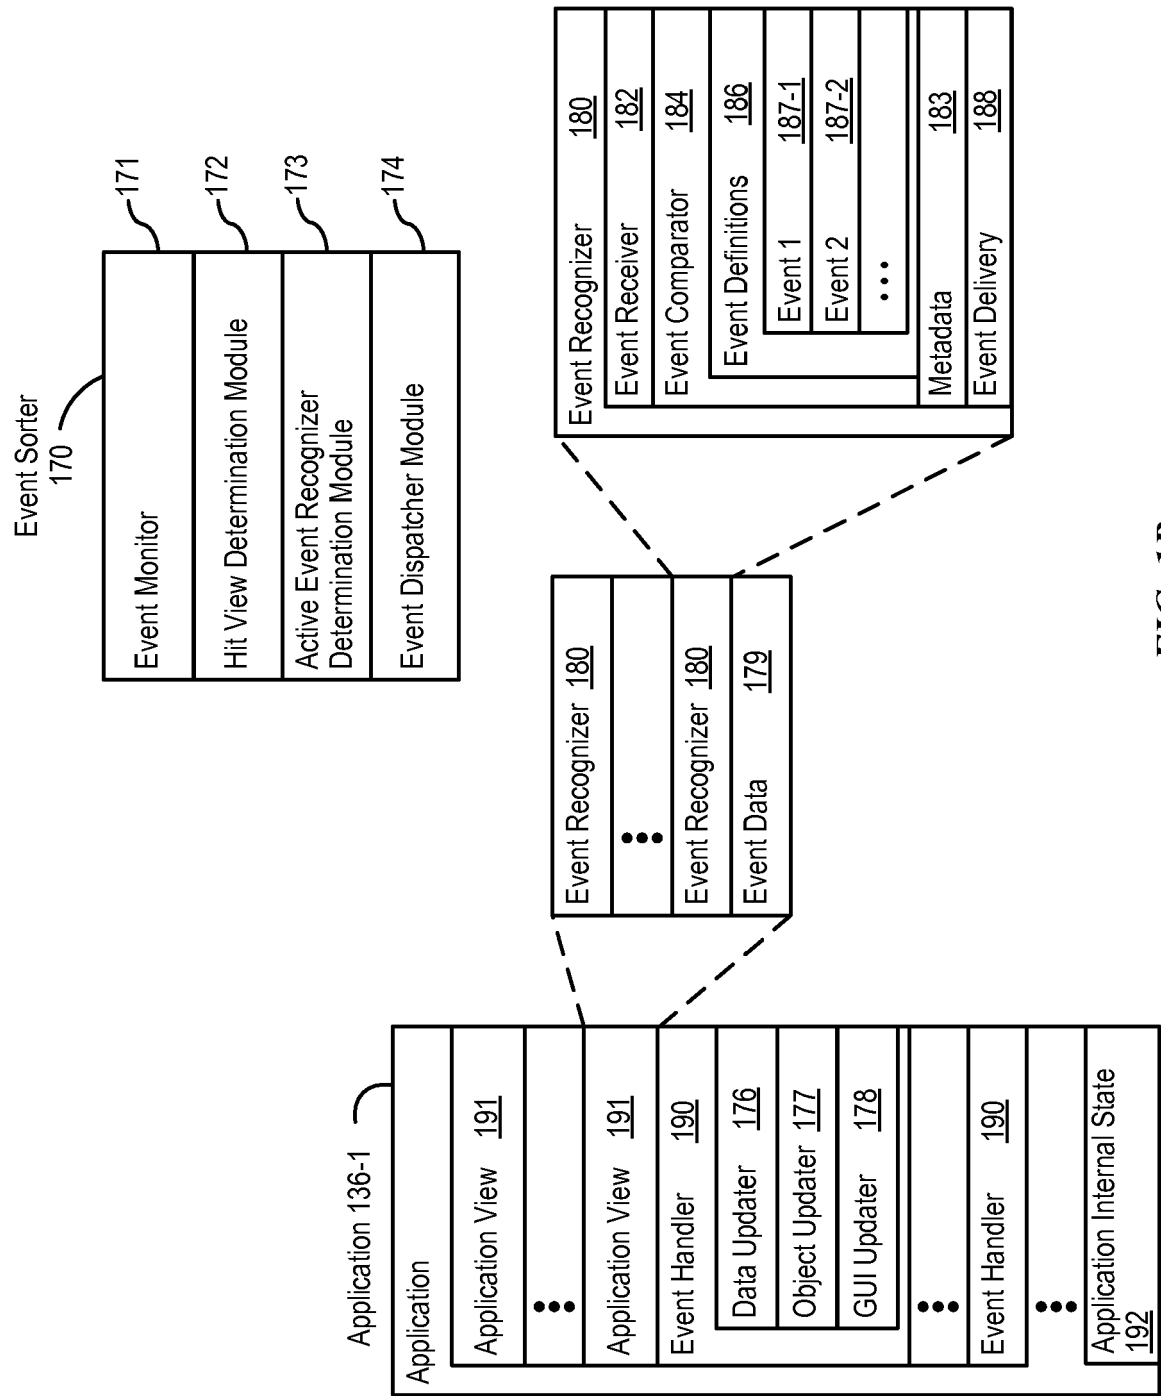 Event Sorter
170
Event Monitor
171
Hit View Determination Module
172
Active Event Recognizer
Determination Module
173
Event Dispatcher Module
174
Application 136-1
Application
Application View 191
Application View 191
Event Handler 190
Data Updater 176
Object Updater 177
GUI Updater 178
Event Handler 190
Application Internal State
192
Event Recognizer 180
Event Recognizer 180
Event Data 179
Event Recognizer 180
Event Receiver 182
Event Comparator 184
Event Definitions 186
Event 1 187-1
Event 2 187-2
Metadata 183
Event Delivery 188